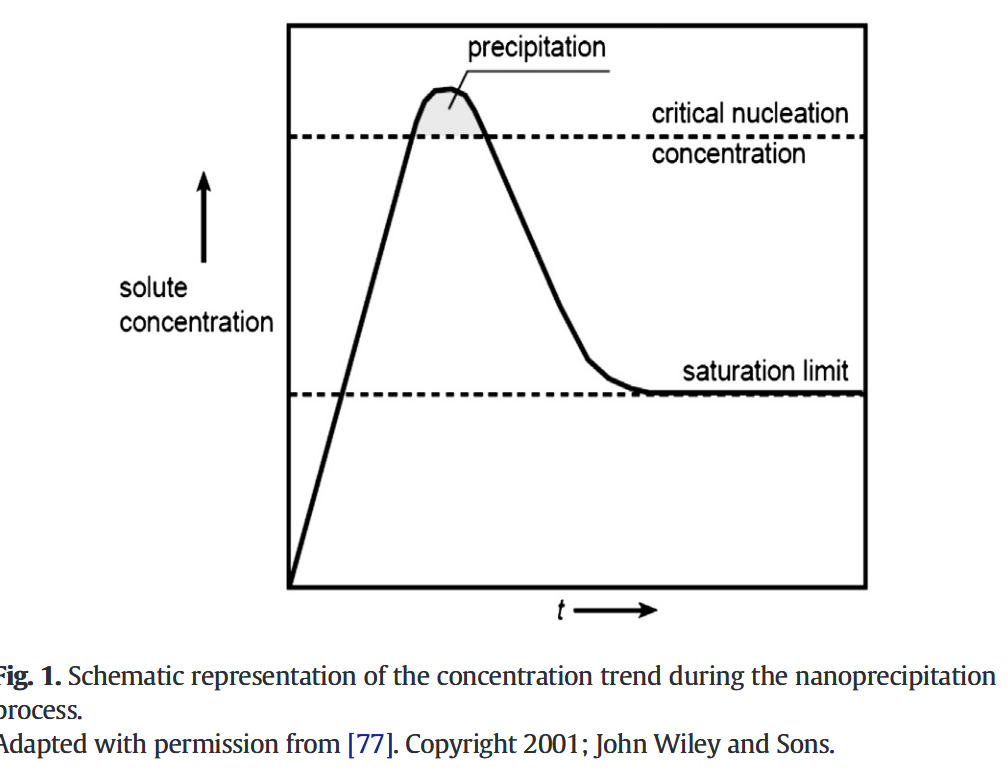 precipitation
critical nucleation
concentration
solute
concentration
saturation limit
t
Fig. 1. Schematic representation of the concentration trend during the nanoprecipitation
process.
Adapted with permission from [77]. Copyright 2001; John Wiley and Sons.